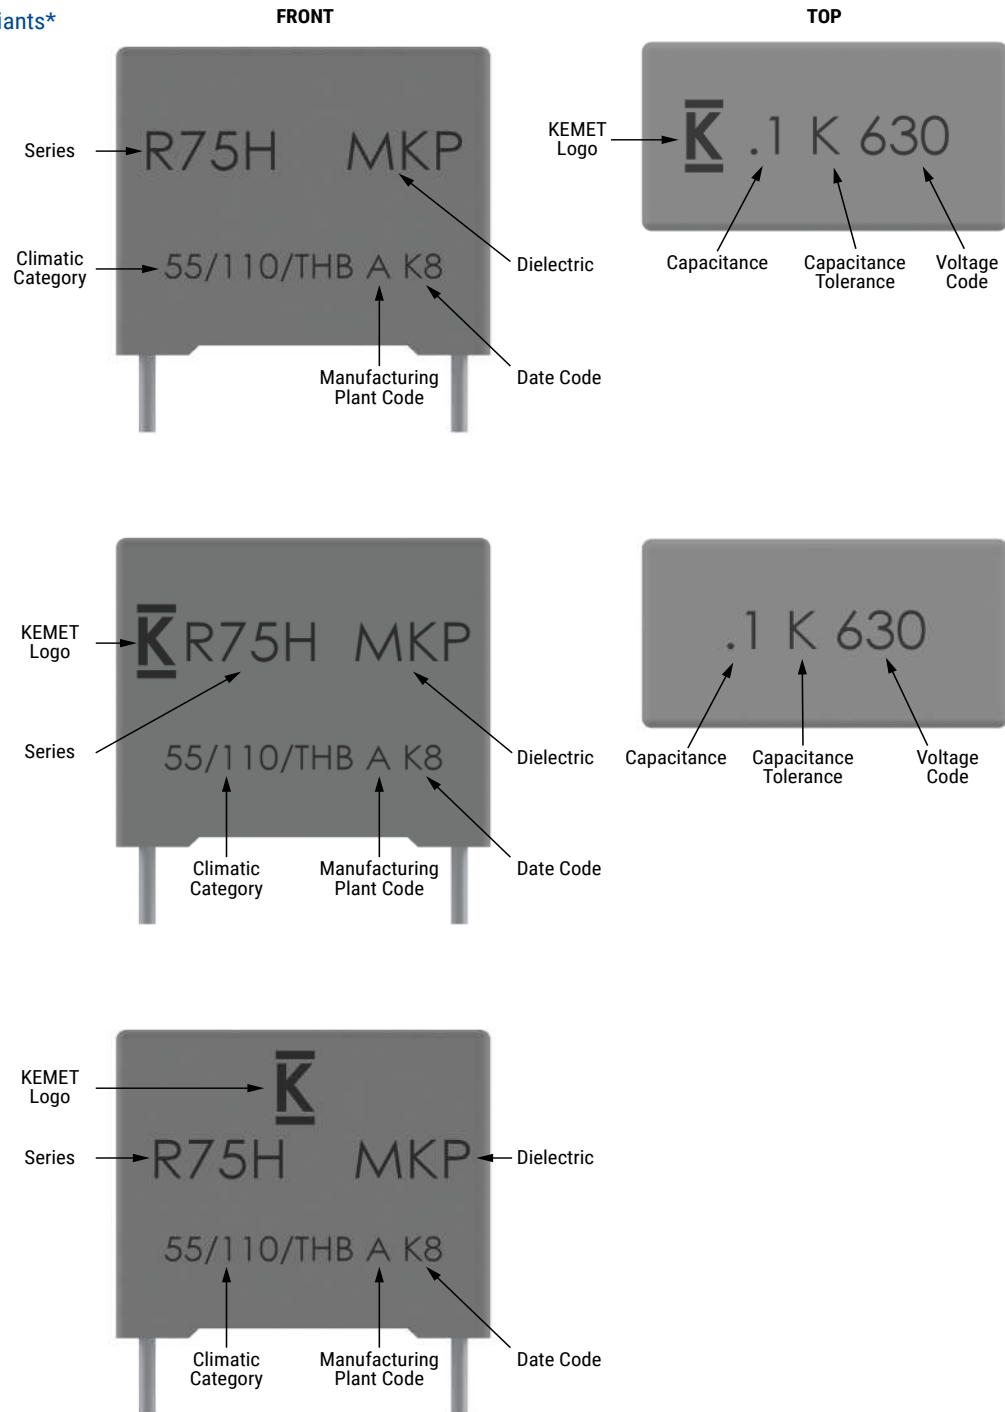 iants*
FRONT
TOP
R75H MKP
55/110/THB A K8
Series
Climatic
Category
Dielectric
Manufacturing
Plant Code
Date Code
K .1 K 630
KEMET
Logo
Capacitance
Capacitance
Tolerance
Voltage
Code
K R75H MKP
55/110/THB A K8
KEMET
Logo
Series
Dielectric
Climatic
Category
Manufacturing
Plant Code
Date Code
.1 K 630
Capacitance
Capacitance
Tolerance
Voltage
Code
K
R75H MKP
55/110/THB A K8
KEMET
Logo
Series
Dielectric
Climatic
Category
Manufacturing
Plant Code
Date Code